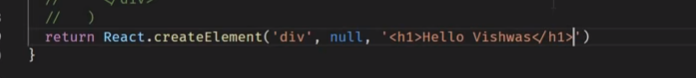 //   )
return React.createElement('div', null, '<h1>Hello Vishwas</h1>')
}